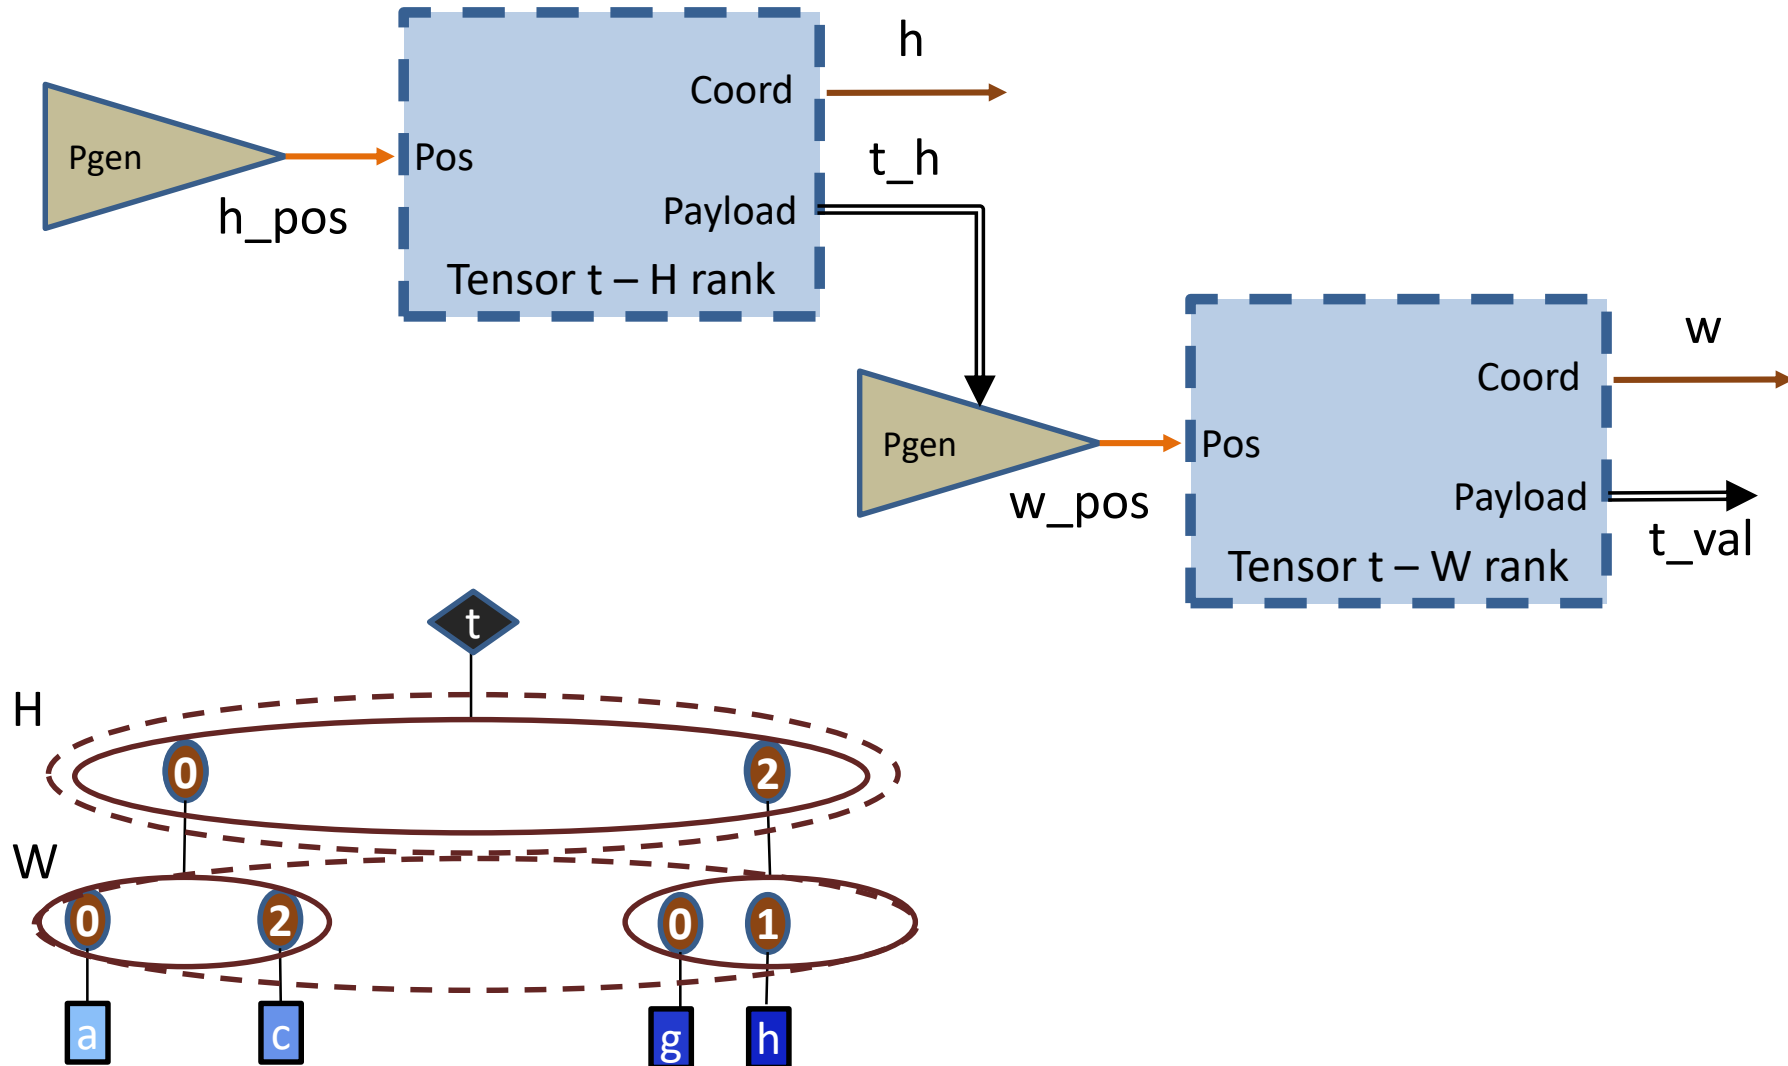 h
Coord
t_h
Pgen
Pos
h_pos
Payload
Tensor t – H rank
w
Coord
Pgen
Pos
w_pos
Payload
t_val
Tensor t – W rank
t
H
0
2
W
0
2
0
1
a
c
g
h